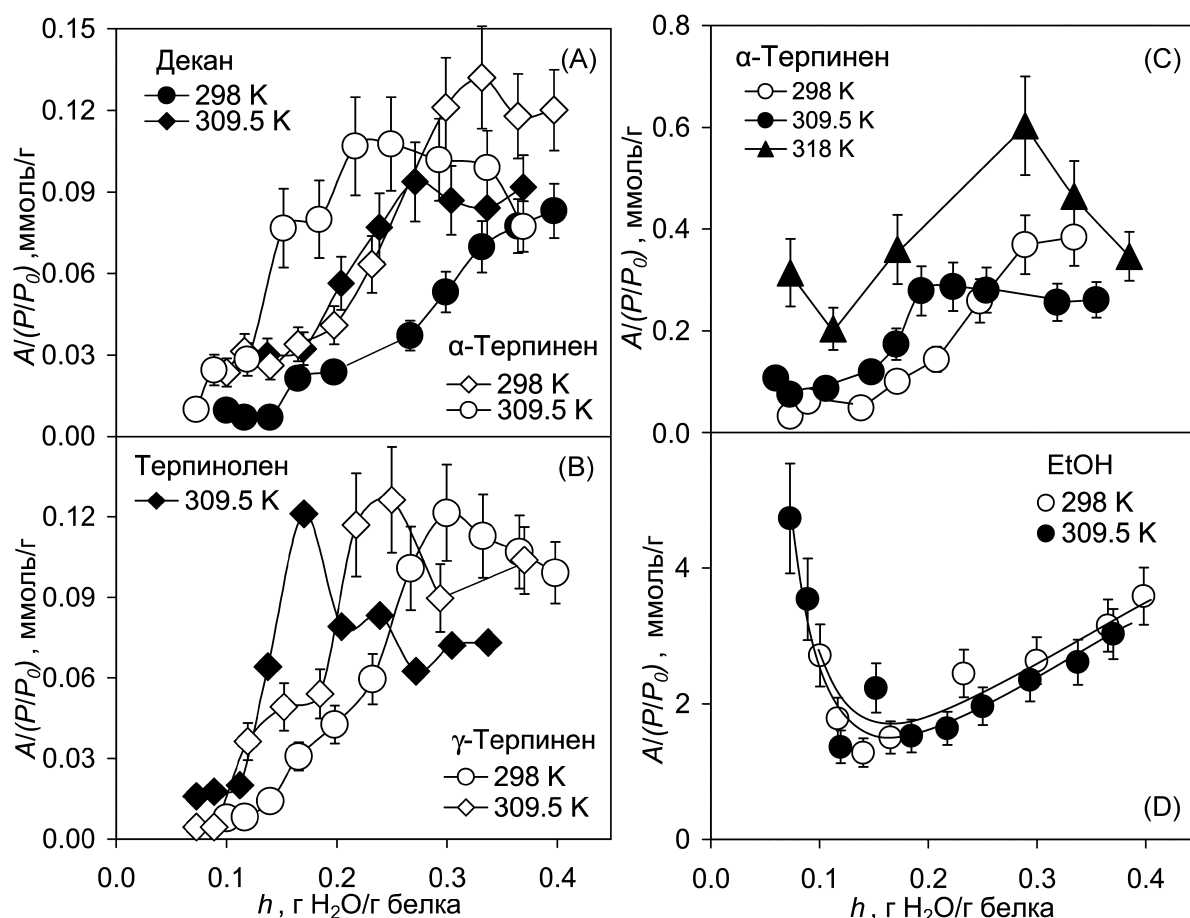 0.15
0.12
0.09
0.06
0.03
0.00
A/(P/P₀) ,ммоль/г
(A)
Декан
298 K
309.5 K
α-Терпинен
298 K
309.5 K
0.12
0.09
0.06
0.03
0.00
A/(P/P₀) , ммоль/г
(B)
Терпинолен
309.5 K
γ-Терпинен
298 K
309.5 K
0.0 0.1 0.2 0.3 0.4
h , г H₂O/г белка
0.8
0.6
0.4
0.2
0.0
A/(P/P₀) , ммоль/г
(C)
α-Терпинен
298 K
309.5 K
318 K
4
2
0
A/(P/P₀) , ммоль/г
EtOH
298 K
309.5 K
(D)
0.0 0.1 0.2 0.3 0.4
h , г H₂O/г белка